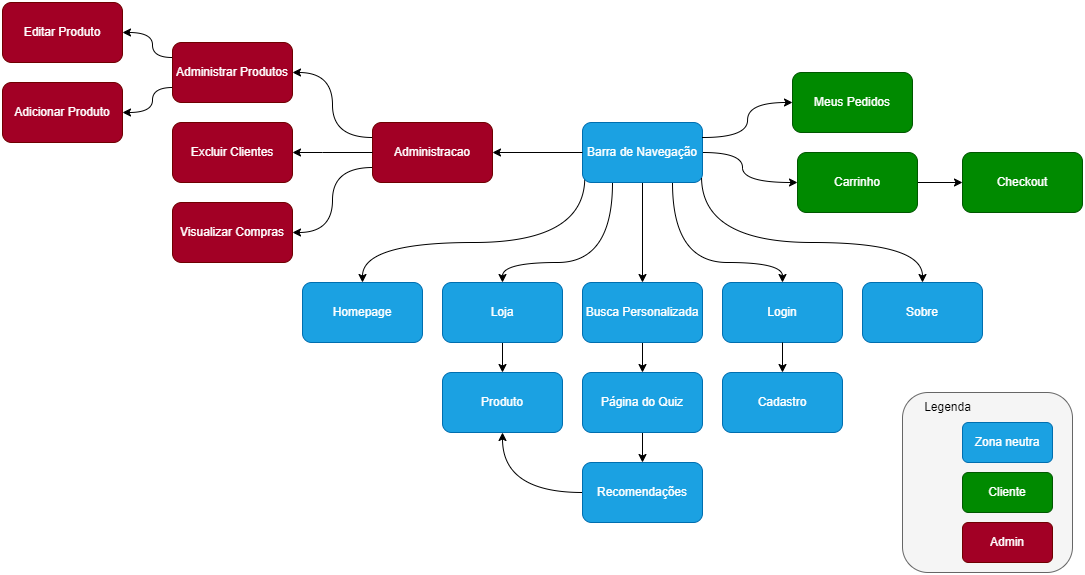 Editar Produto
Administrar Produtos
Adicionar Produto
Meus Pedidos
Excluir Clientes
Administracao
Barra de Navegação
Carrinho
Checkout
Visualizar Compras
Homepage
Loja
Busca Personalizada
Login
Sobre
Produto
Página do Quiz
Cadastro
Recomendações
Legenda
Zona neutra
Cliente
Admin